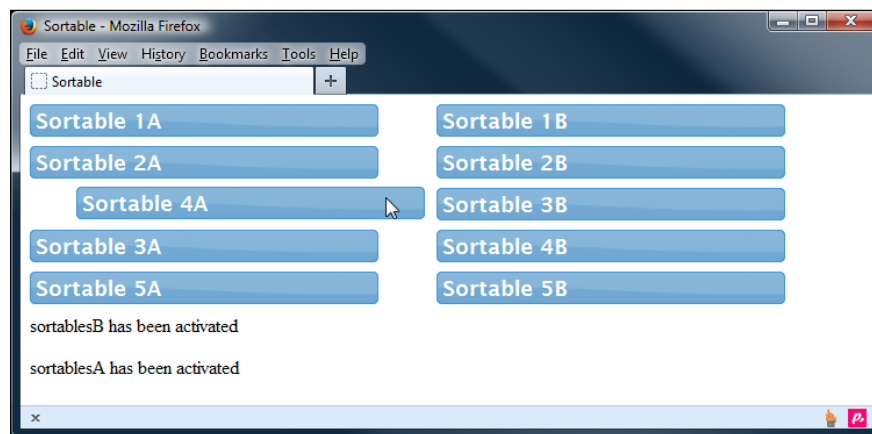 Sortable - Mozilla Firefox
File Edit View History Bookmarks Tools Help
Sortable
Sortable 1A Sortable 1B
Sortable 2A Sortable 2B
Sortable 4A Sortable 3B
Sortable 3A Sortable 4B
Sortable 5A Sortable 5B
sortablesB has been activated
sortablesA has been activated